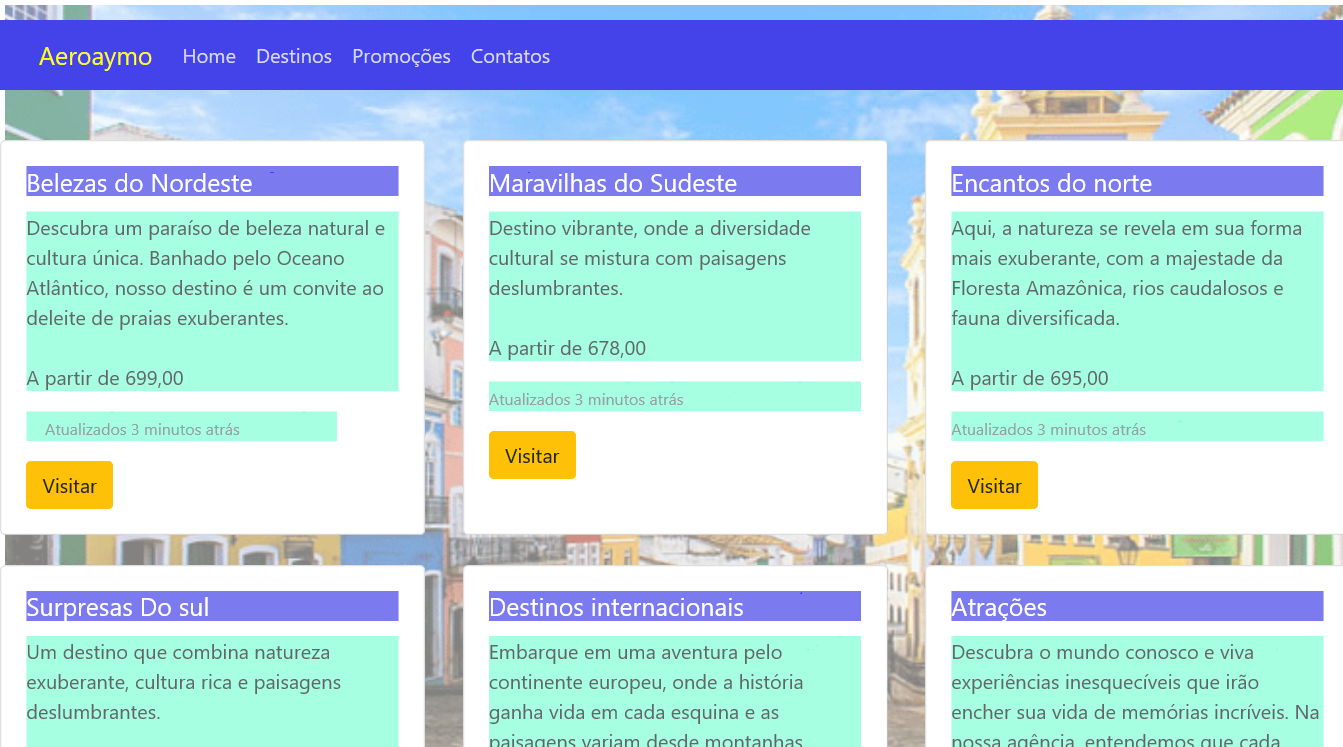 Aeroaymo Home Destinos Promoções Contatos
Belezas do Nordeste
Descubra um paraíso de beleza natural e
cultura única. Banhado pelo Oceano
Atlântico, nosso destino é um convite ao
deleite de praias exuberantes.
A partir de 699,00
Atualizados 3 minutos atrás
Visitar
Maravilhas do Sudeste
Destino vibrante, onde a diversidade
cultural se mistura com paisagens
deslumbrantes.
A partir de 678,00
Atualizados 3 minutos atrás
Visitar
Encantos do norte
Aqui, a natureza se revela em sua forma
mais exuberante, com a majestade da
Floresta Amazônica, rios caudalosos e
fauna diversificada.
A partir de 695,00
Atualizados 3 minutos atrás
Visitar
Surpresas Do sul
Um destino que combina natureza
exuberante, cultura rica e paisagens
deslumbrantes.
Destinos internacionais
Embarque em uma aventura pelo
continente europeu, onde a história
ganha vida em cada esquina e as
paisagens variam desde montanhas
Atrações
Descubra o mundo conosco e viva
experiências inesquecíveis que irão
encher sua vida de memórias incríveis. Na
nossa agência, entendemos que cada